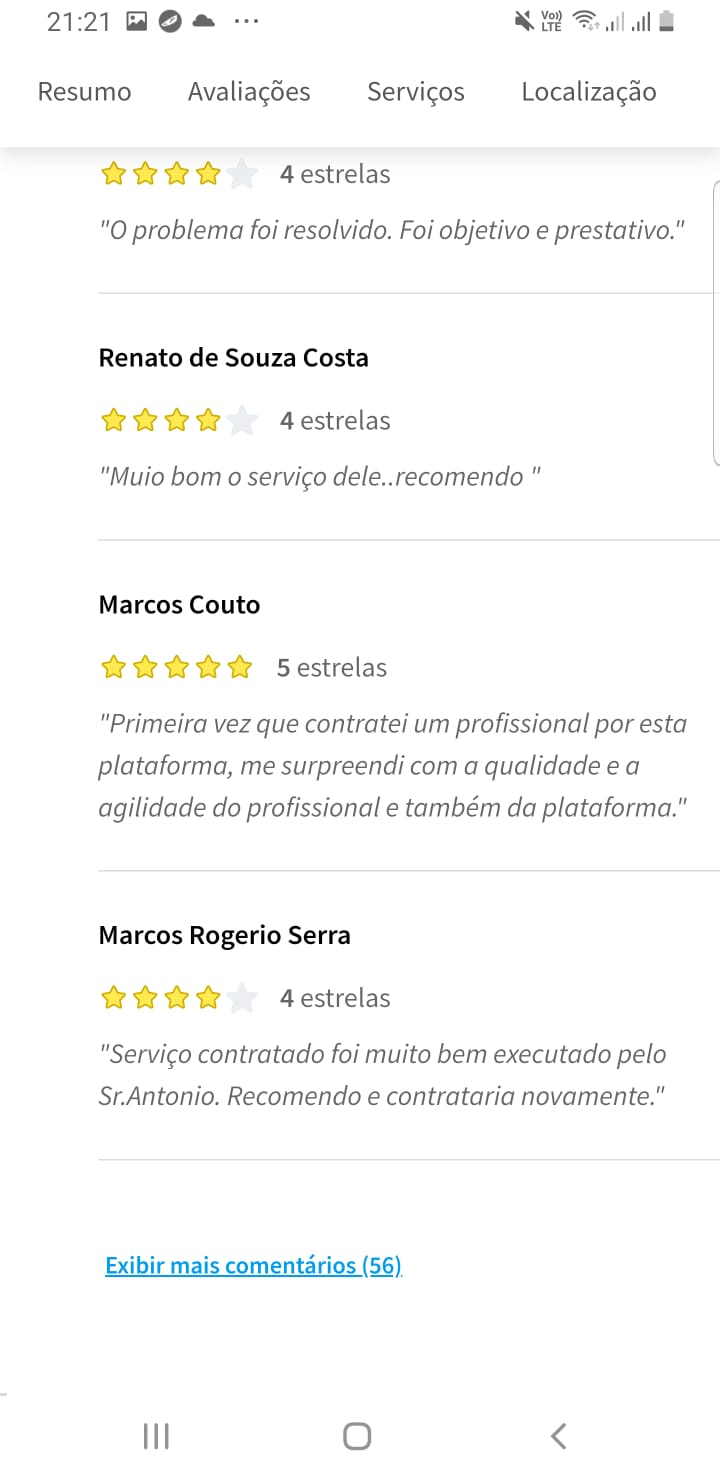 21:21
Vo)) LTE
Resumo Avaliações Serviços Localização
4 estrelas
"O problema foi resolvido. Foi objetivo e prestativo."
Renato de Souza Costa
4 estrelas
"Muio bom o serviço dele..recomendo "
Marcos Couto
5 estrelas
"Primeira vez que contratei um profissional por esta
plataforma, me surpreendi com a qualidade e a
agilidade do profissional e também da plataforma."
Marcos Rogerio Serra
4 estrelas
"Serviço contratado foi muito bem executado pelo
Sr.Antonio. Recomendo e contrataria novamente."
Exibir mais comentários (56)